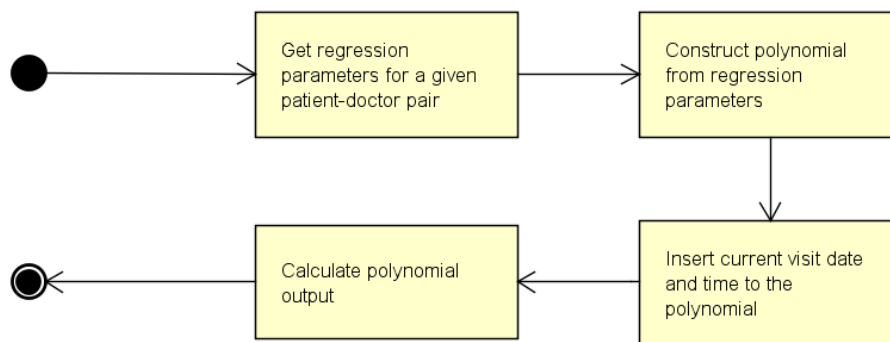 Get regression
parameters for a given
patient-doctor pair
Construct polynomial
from regression
parameters
Insert current visit date
and time to the
polynomial
Calculate polynomial
output